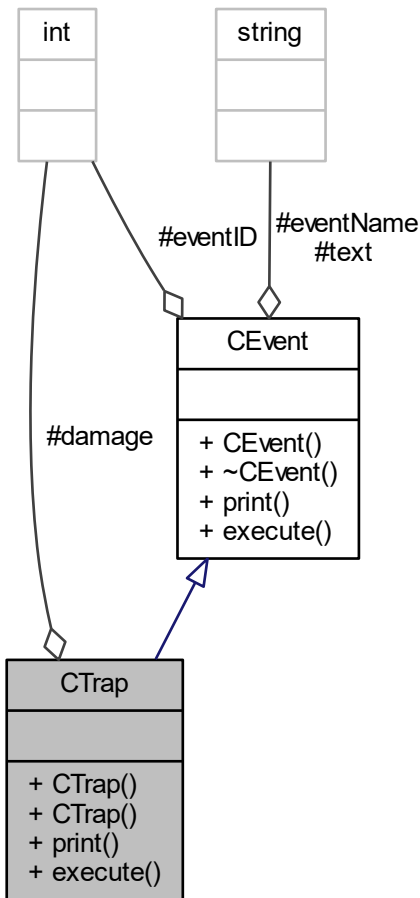 int
string
#eventID
#eventName
#text
CEvent
+ CEvent()
+ ~CEvent()
+ print()
+ execute()
#damage
CTrap
+ CTrap()
+ CTrap()
+ print()
+ execute()